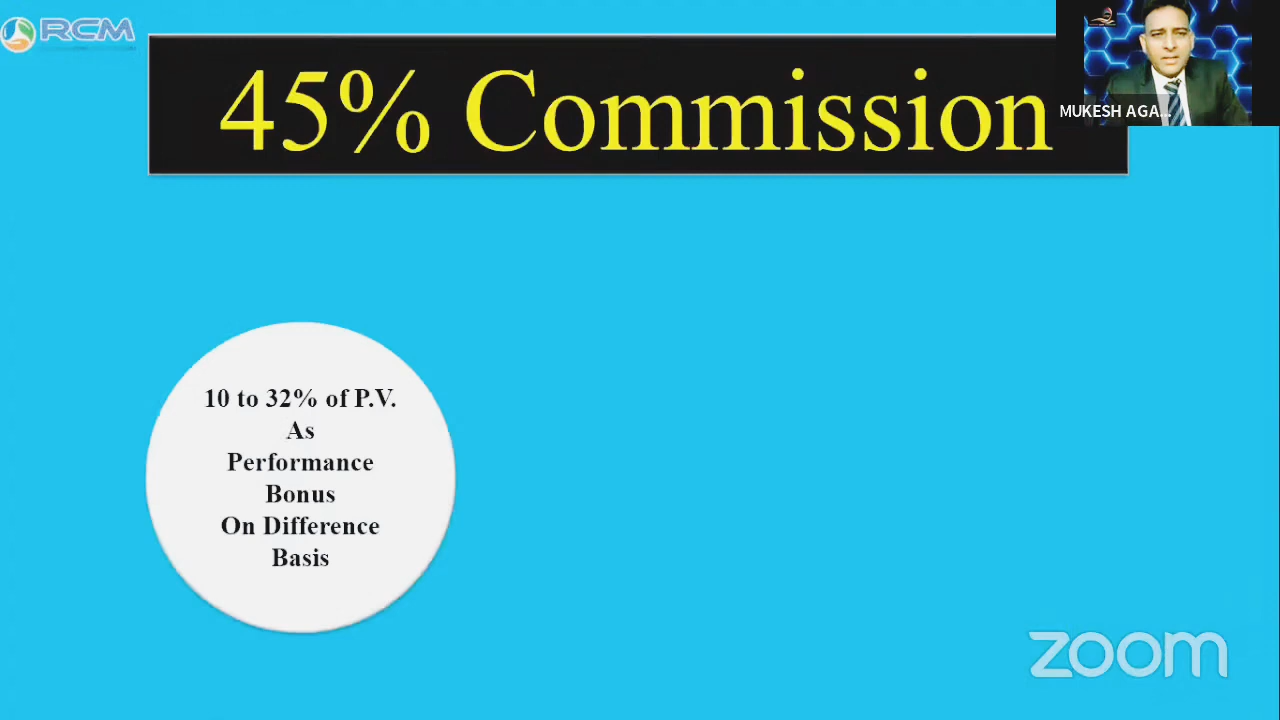 RCM
45% Commission
MUKESH AGA...
10 to 32% of P.V.
As
Performance
Bonus
On Difference
Basis
zoom